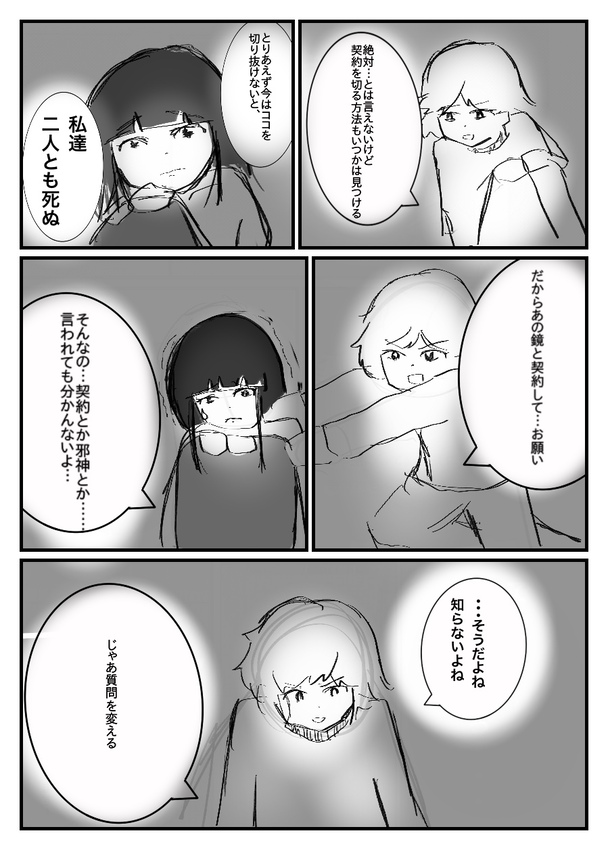 絶対…とは言えないけど
契約を切る方法もいつかは見つける
とりあえず今はココを
切り抜けないと、
私達
二人とも死ぬ
だからあの鏡と契約して…お願い
そんなの…契約とか邪神とか……
言われても分かんないよ…
…そうだよね
知らないよね
じゃあ質問を変える